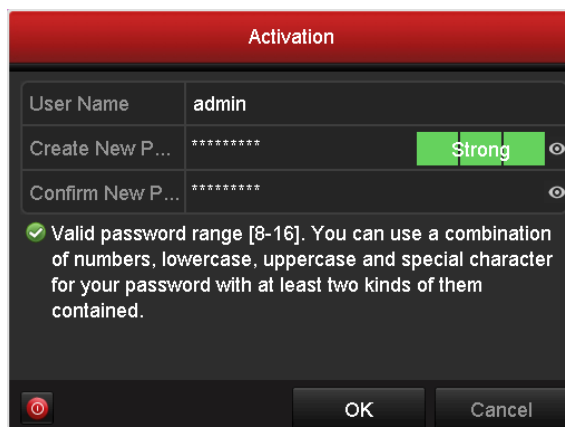 Activation
User Name admin
Create New P... ********* Strong
Confirm New P... *********
Valid password range [8-16]. You can use a combination
of numbers, lowercase, uppercase and special character
for your password with at least two kinds of them
contained.
OK Cancel